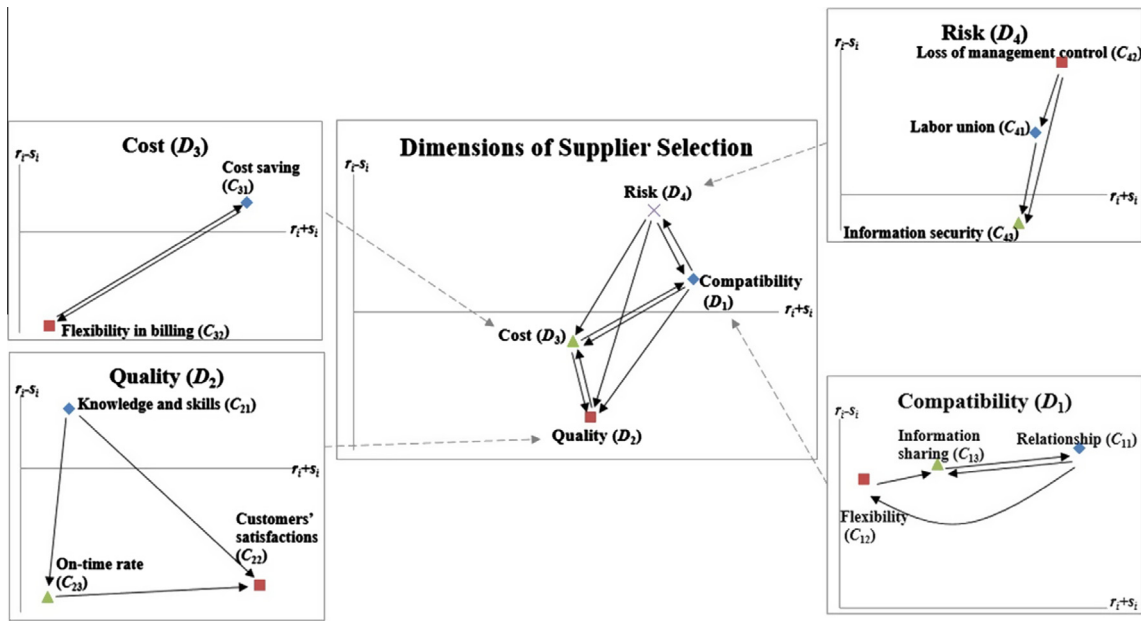 Cost (D3)
ri-si
Cost saving
(C31)
ri+si
Flexibility in billing (C32)
Quality (D2)
ri-si
Knowledge and skills (C21)
ri+si
Customers'
satisfactions
(C22)
On-time rate
(C23)
Dimensions of Supplier Selection
ri-si
Risk (D4)
Compatibility
(D1)
ri+si
Cost (D3)
Quality (D2)
Risk (D4)
ri-si
Loss of management control (C42)
Labor union (C41)
ri+si
Information security (C43)
Compatibility (D1)
ri-si
Information
sharing (C13)
Relationship (C11)
Flexibility
(C12)
ri+si